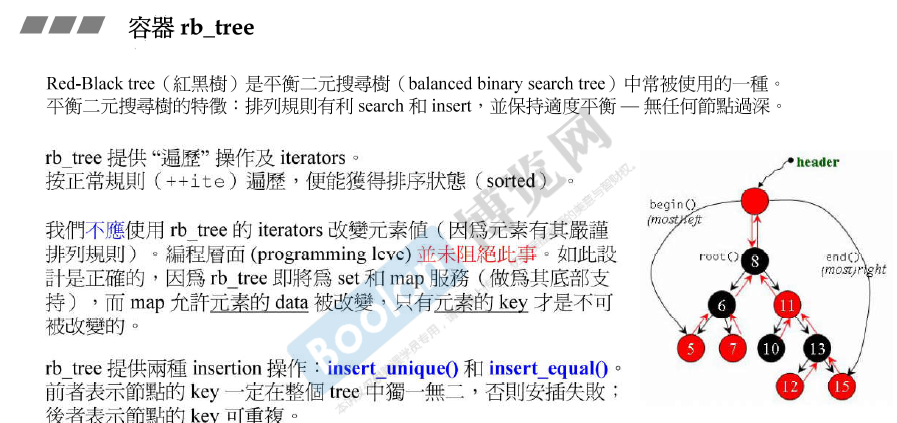 容器 rb_tree
Red-Black tree（紅黑樹）是平衡二元搜尋樹（balanced binary search tree）中常被使用的一種。
平衡二元搜尋樹的特徵：排列規則有利 search 和 insert，並保持適度平衡 — 無任何節點過深。
rb_tree 提供 “遍歷” 操作及 iterators。
按正常規則（++ite）遍歷，便能獲得排序狀態（sorted）。
我們不應使用 rb_tree 的 iterators 改變元素值（因爲元素有其嚴謹
排列規則）。編程層面 (programming leve) 並未阻絕此事。如此設
計是正確的，因爲 rb_tree 即將爲 set 和 map 服務（做爲其底部支
持），而 map 允許元素的 data 被改變，只有元素的 key 才是不可
被改變的。
rb_tree 提供兩種 insertion 操作：insert_unique() 和 insert_equal()。
前者表示節點的 key 一定在整個 tree 中獨一無二，否則安插失敗；
後者表示節點的 key 可重複。
header
begin()
(most)left
end()
(most)right
root()
8
6
11
5
7
10
13
12
15
Boolan 博览网